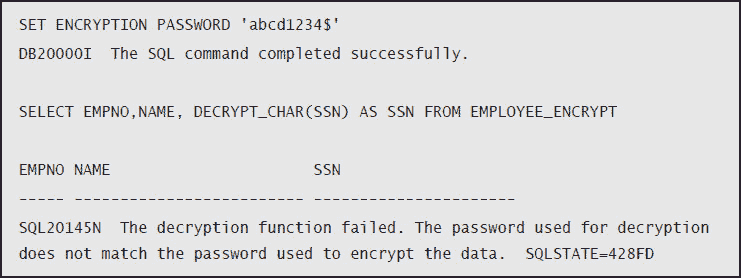 SET ENCRYPTION PASSWORD 'abcd1234$'
DB20000I  The SQL command completed successfully.
SELECT EMPNO,NAME, DECRYPT_CHAR(SSN) AS SSN FROM EMPLOYEE_ENCRYPT
EMPNO NAME                      SSN
----- ------------------------- ----------------------
SQL20145N  The decryption function failed. The password used for decryption
does not match the password used to encrypt the data.  SQLSTATE=428FD